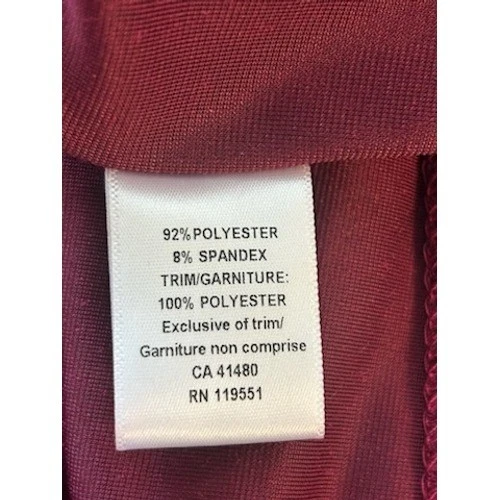 92% POLYESTER
8% SPANDEX
TRIM/GARNITURE:
100% POLYESTER
Exclusive of trim/
Garniture non comprise
CA 41480
RN 119551